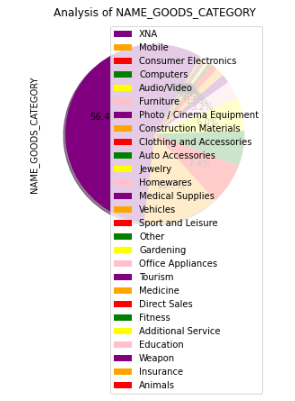 Analysis of NAME_GOODS_CATEGORY
NAME_GOODS_CATEGORY
XNA
Mobile
Consumer Electronics
Computers
Audio/Video
Furniture
Photo / Cinema Equipment
Construction Materials
Clothing and Accessories
Auto Accessories
Jewelry
Homewares
Medical Supplies
Vehicles
Sport and Leisure
Other
Gardening
Office Appliances
Tourism
Medicine
Direct Sales
Fitness
Additional Service
Education
Weapon
Insurance
Animals